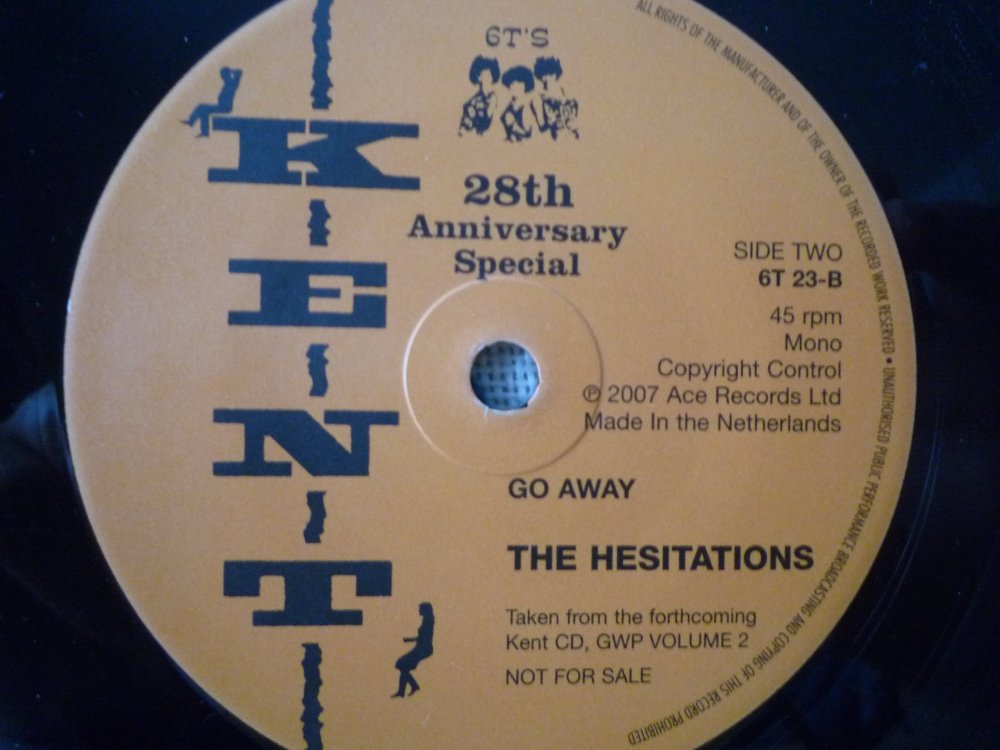 KENT
6T'S
28th
Anniversary
Special
SIDE TWO
6T 23-B
45 rpm
Mono
Copyright Control
℗ 2007 Ace Records Ltd
Made In the Netherlands
GO AWAY
THE HESITATIONS
Taken from the forthcoming
Kent CD, GWP VOLUME 2
NOT FOR SALE
ALL RIGHTS OF THE MANUFACTURER AND OF THE OWNER OF THE RECORDED WORK RESERVED • UNAUTHORISED PUBLIC PERFORMANCE BROADCASTING AND COPYING OF THIS RECORD PROHIBITED